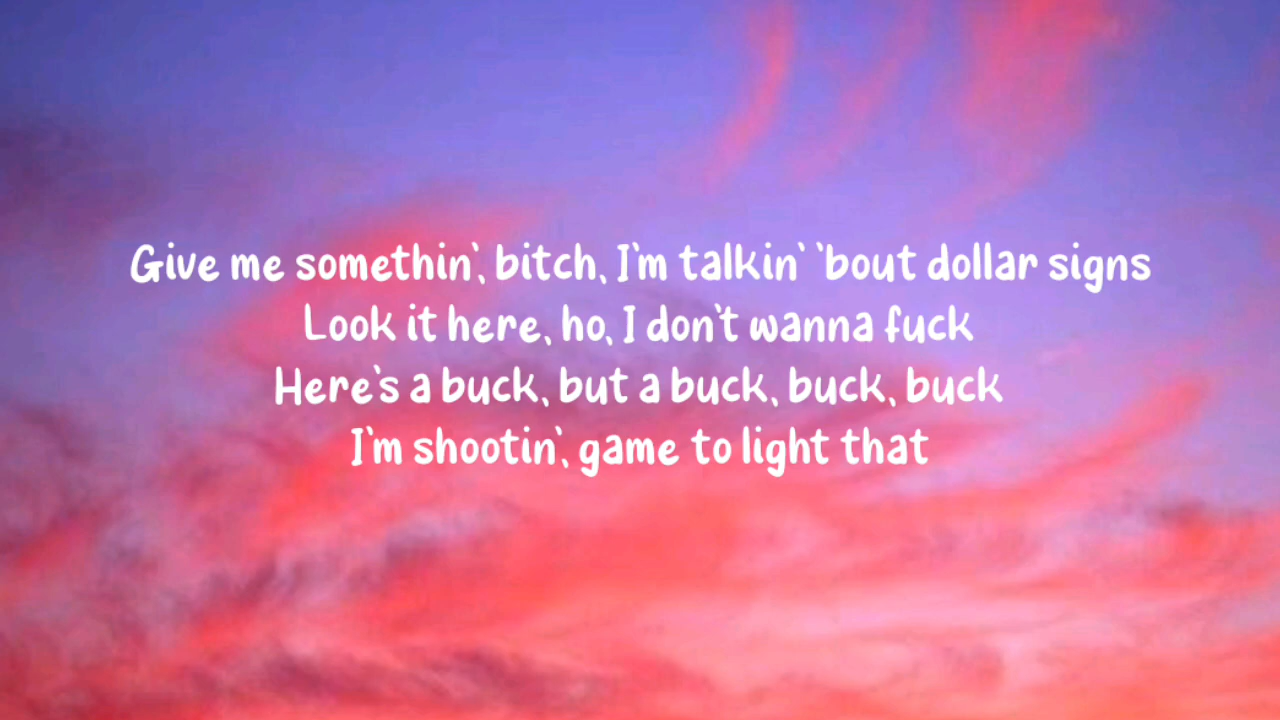 Give me somethin', bitch, I'm talkin' 'bout dollar signs
Look it here, ho, I don't wanna fuck
Here's a buck, but a buck, buck, buck
I'm shootin', game to light that